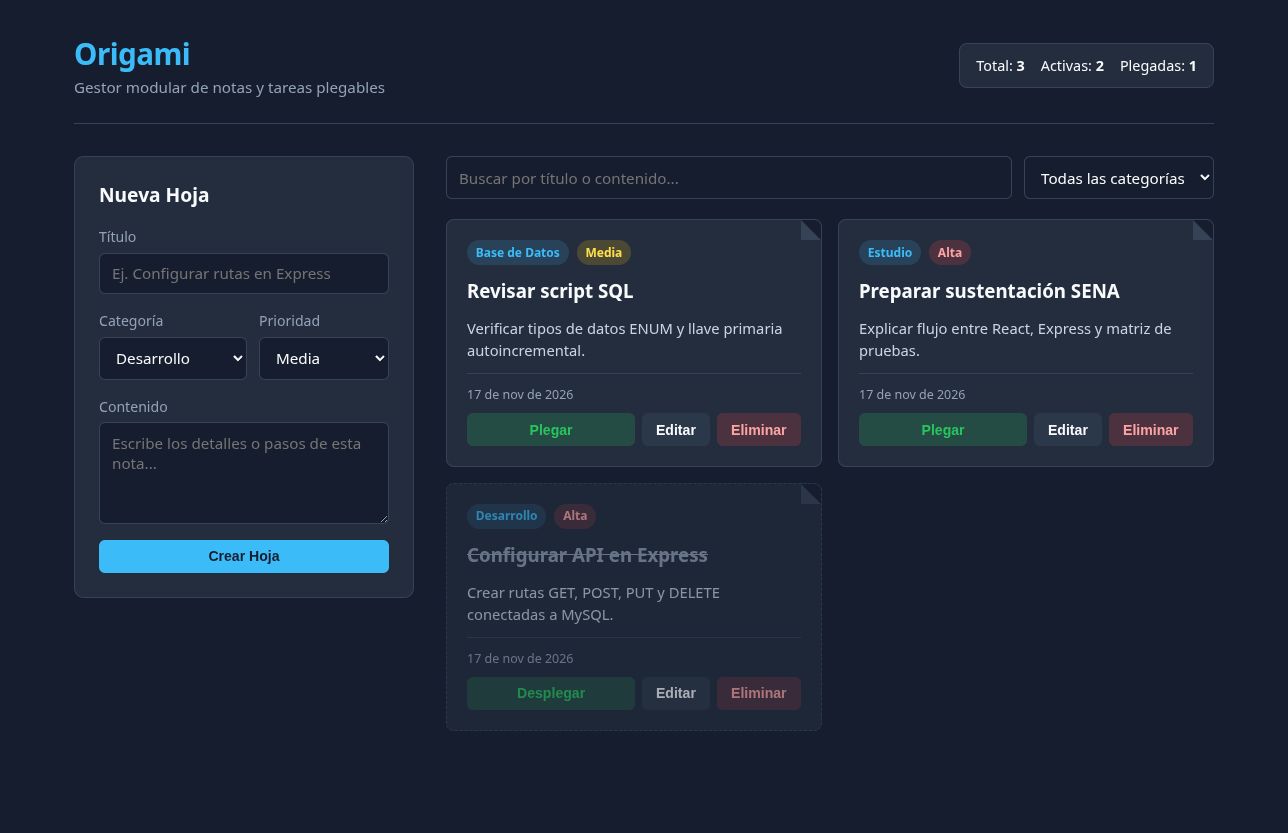 Origami
Gestor modular de notas y tareas plegables
Total: 3 Activas: 2 Plegadas: 1
Nueva Hoja
Título
Ej. Configurar rutas en Express
Categoría Prioridad
Desarrollo Media
Contenido
Escribe los detalles o pasos de esta
nota...
Crear Hoja
Buscar por título o contenido...
Todas las categorías
Base de Datos Media
Revisar script SQL
Verificar tipos de datos ENUM y llave primaria
autoincremental.
17 de nov de 2026
Plegar Editar Eliminar
Estudio Alta
Preparar sustentación SENA
Explicar flujo entre React, Express y matriz de
pruebas.
17 de nov de 2026
Plegar Editar Eliminar
Desarrollo Alta
Configurar API en Express
Crear rutas GET, POST, PUT y DELETE
conectadas a MySQL.
17 de nov de 2026
Desplegar Editar Eliminar